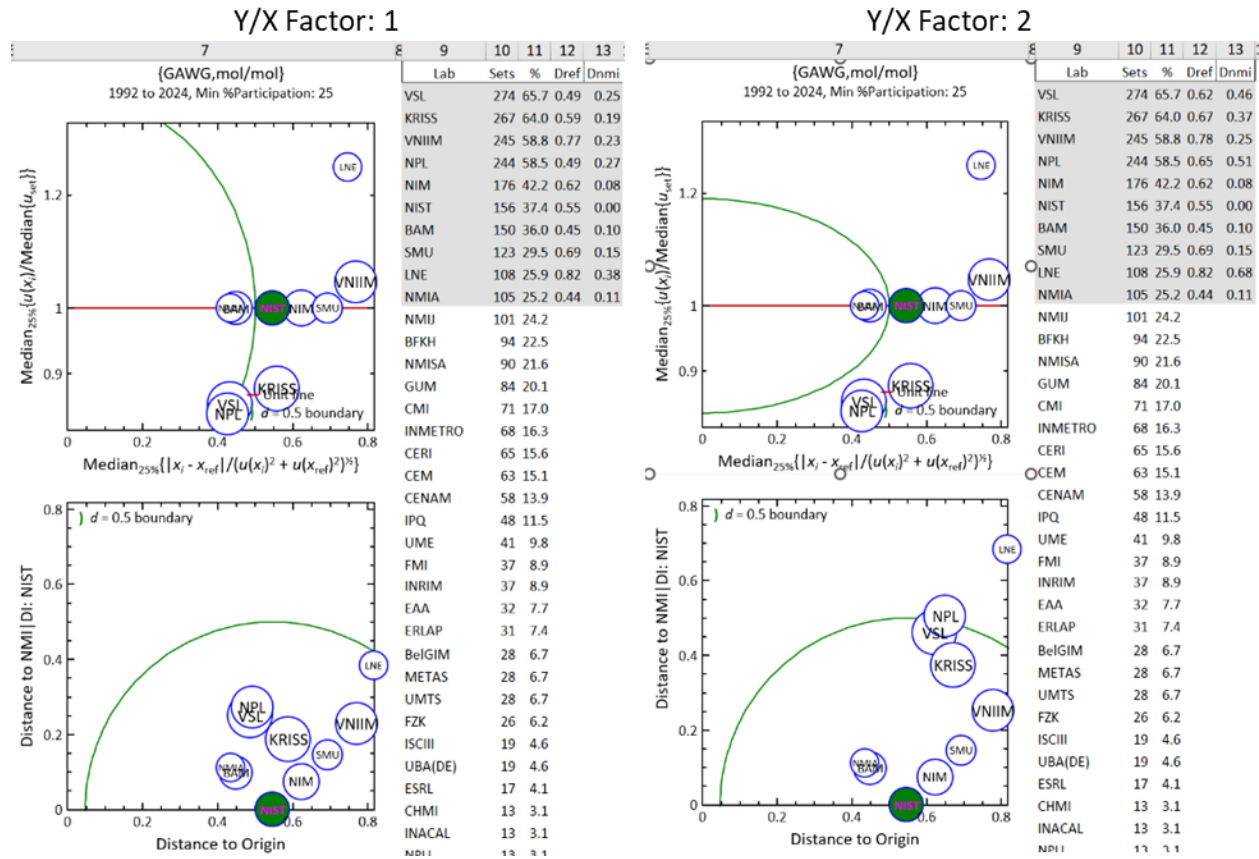 Y/X Factor: 1
7 8 9 10 11 12 13
{GAWG,mol/mol}
1992 to 2024, Min %Participation: 25
Median25%{u(xi)/Median{uset}}
1.2
1
0.9
LNE
VNIIM
BAM
NIST
NIM
SMU
KRISS
VSL
NPL
Unit line
d = 0.5 boundary
0 0.2 0.4 0.6 0.8
Median25%{|xi - xref|/(u(xi)² + u(xref)²)½}
0.8
0.6
0.4
0.2
0
) d = 0.5 boundary
Distance to NMI|DI: NIST
LNE
NPL
VSL
VNIIM
KRISS
SMU
NMIA
BAM
NIM
NIST
0 0.2 0.4 0.6 0.8
Distance to Origin
Lab Sets % Dref Dnmi
VSL 274 65.7 0.49 0.25
KRISS 267 64.0 0.59 0.19
VNIIM 245 58.8 0.77 0.23
NPL 244 58.5 0.49 0.27
NIM 176 42.2 0.62 0.08
NIST 156 37.4 0.55 0.00
BAM 150 36.0 0.45 0.10
SMU 123 29.5 0.69 0.15
LNE 108 25.9 0.82 0.38
NMIA 105 25.2 0.44 0.11
NMIJ 101 24.2
BFKH 94 22.5
NMISA 90 21.6
GUM 84 20.1
CMI 71 17.0
INMETRO 68 16.3
CERI 65 15.6
CEM 63 15.1
CENAM 58 13.9
IPQ 48 11.5
UME 41 9.8
FMI 37 8.9
INRIM 37 8.9
EAA 32 7.7
ERLAP 31 7.4
BelGIM 28 6.7
METAS 28 6.7
UMTS 28 6.7
FZK 26 6.2
ISCIII 19 4.6
UBA(DE) 19 4.6
ESRL 17 4.1
CHMI 13 3.1
INACAL 13 3.1
13 3.1
Y/X Factor: 2
7 8 9 10 11 12 13
{GAWG,mol/mol}
1992 to 2024, Min %Participation: 25
Median25%{u(xi)/Median{uset}}
1.2
1
0.9
LNE
VNIIM
BAM
NIST
NIM
SMU
KRISS
VSL
NPL
Unit line
d = 0.5 boundary
0 0.2 0.4 0.6 0.8
Median25%{|xi - xref|/(u(xi)² + u(xref)²)½}
0.8
0.6
0.4
0.2
0
) d = 0.5 boundary
Distance to NMI|DI: NIST
LNE
NPL
VSL
KRISS
VNIIM
SMU
NMIA
BAM
NIM
NIST
0 0.2 0.4 0.6 0.8
Distance to Origin
Lab Sets % Dref Dnmi
VSL 274 65.7 0.62 0.46
KRISS 267 64.0 0.67 0.37
VNIIM 245 58.8 0.78 0.25
NPL 244 58.5 0.65 0.51
NIM 176 42.2 0.62 0.08
NIST 156 37.4 0.55 0.00
BAM 150 36.0 0.45 0.10
SMU 123 29.5 0.69 0.15
LNE 108 25.9 0.82 0.68
NMIA 105 25.2 0.44 0.11
NMIJ 101 24.2
BFKH 94 22.5
NMISA 90 21.6
GUM 84 20.1
CMI 71 17.0
INMETRO 68 16.3
CERI 65 15.6
CEM 63 15.1
CENAM 58 13.9
IPQ 48 11.5
UME 41 9.8
FMI 37 8.9
INRIM 37 8.9
EAA 32 7.7
ERLAP 31 7.4
BelGIM 28 6.7
METAS 28 6.7
UMTS 28 6.7
FZK 26 6.2
ISCIII 19 4.6
UBA(DE) 19 4.6
ESRL 17 4.1
CHMI 13 3.1
INACAL 13 3.1
13 3.1